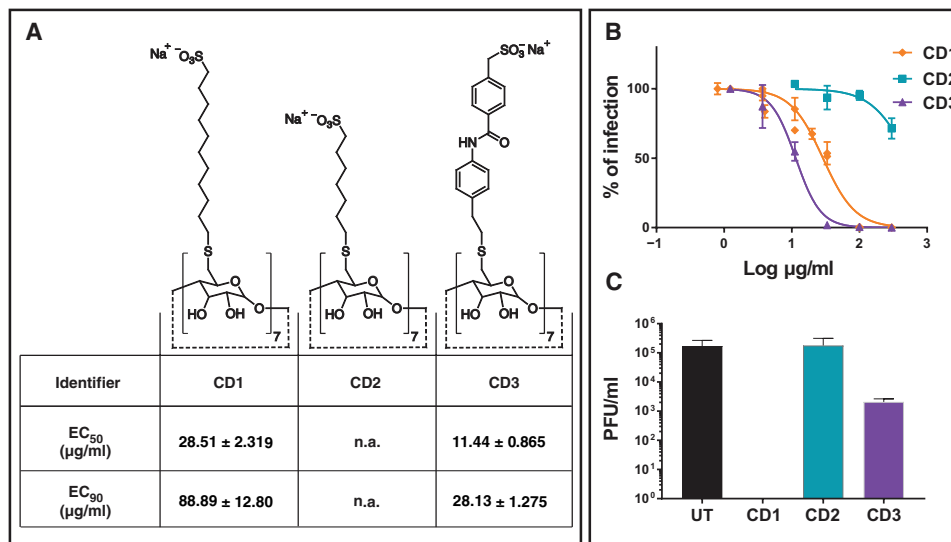 A
Na⁺ ⁻O₃S
Na⁺ ⁻O₃S
SO₃⁻Na⁺
HN
O
S
S
S
O
O
O
HO OH O
HO OH O
HO OH O
7
7
7
Identifier CD1 CD2 CD3
EC₅₀ (µg/ml) 28.51 ± 2.319 n.a. 11.44 ± 0.865
EC₉₀ (µg/ml) 88.89 ± 12.80 n.a. 28.13 ± 1.275
B
CD1
CD2
CD3
% of infection
100
50
0
−1 0 1 2 3
Log µg/ml
C
PFU/ml
10⁶
10⁵
10⁴
10³
10²
10¹
10⁰
UT CD1 CD2 CD3